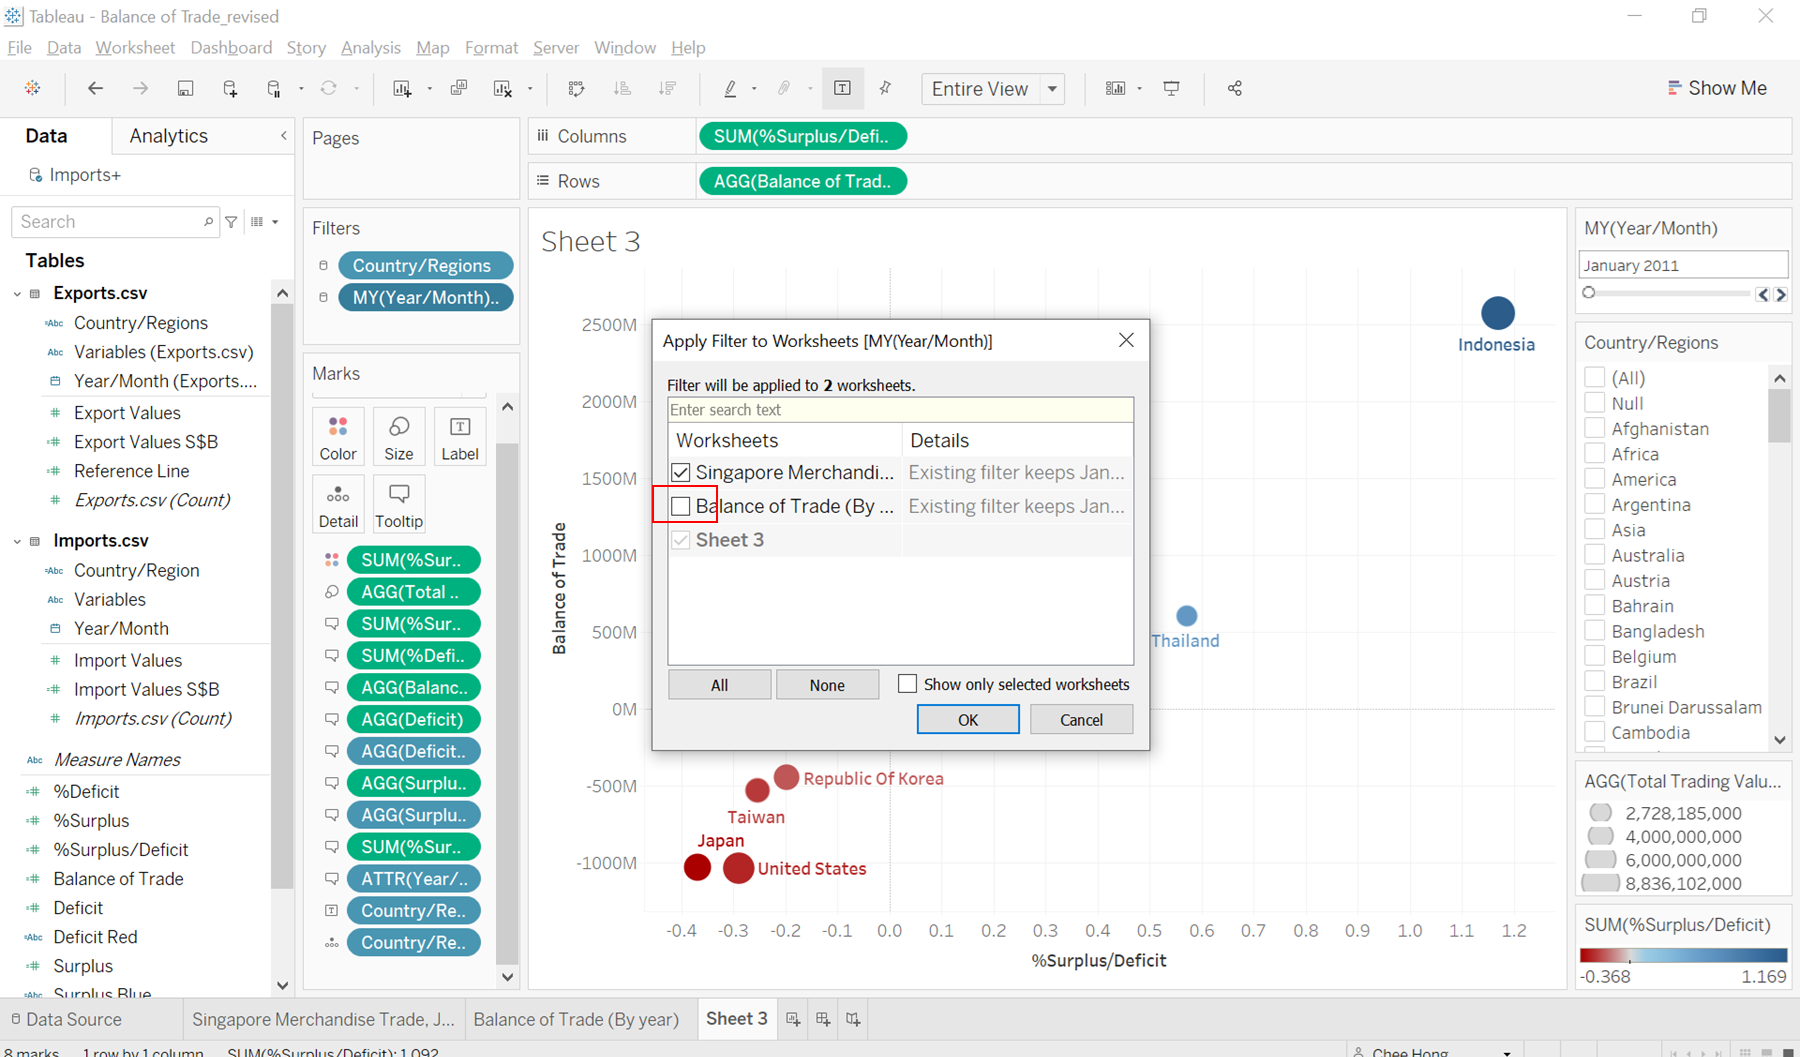 Tableau - Balance of Trade_revised
File Data Worksheet Dashboard Story Analysis Map Format Server Window Help
Entire View
Show Me
Data
Analytics
Imports+
Search
Tables
Exports.csv
Abc Country/Regions
Abc Variables (Exports.csv)
Year/Month (Exports....
# Export Values
=# Export Values S$B
=# Reference Line
# Exports.csv (Count)
Imports.csv
Abc Country/Region
Abc Variables
Year/Month
# Import Values
=# Import Values S$B
# Imports.csv (Count)
Abc Measure Names
=# %Deficit
=# %Surplus
=# %Surplus/Deficit
=# Balance of Trade
=# Deficit
=Abc Deficit Red
=# Surplus
=Abc Surplus Blue
Pages
Filters
Country/Regions
MY(Year/Month)..
Marks
Color
Size
Label
Detail
Tooltip
SUM(%Sur..
AGG(Total ..
SUM(%Sur..
SUM(%Defi..
AGG(Balanc..
AGG(Deficit)
AGG(Deficit..
AGG(Surplu..
AGG(Surplu..
SUM(%Sur..
ATTR(Year/..
Country/Re..
Country/Re..
Columns
SUM(%Surplus/Defi..
Rows
AGG(Balance of Trad..
Sheet 3
Balance of Trade
2500M
2000M
1500M
1000M
500M
0M
-500M
-1000M
Indonesia
Thailand
Republic Of Korea
Taiwan
Japan
United States
-0.4 -0.3 -0.2 -0.1 0.0 0.1 0.2 0.3 0.4 0.5 0.6 0.7 0.8 0.9 1.0 1.1 1.2
%Surplus/Deficit
Apply Filter to Worksheets [MY(Year/Month)]
Filter will be applied to 2 worksheets.
Enter search text
Worksheets Details
Singapore Merchandi... Existing filter keeps Jan...
Balance of Trade (By ... Existing filter keeps Jan...
Sheet 3
All
None
Show only selected worksheets
OK
Cancel
MY(Year/Month)
January 2011
Country/Regions
(All)
Null
Afghanistan
Africa
America
Argentina
Asia
Australia
Austria
Bahrain
Bangladesh
Belgium
Brazil
Brunei Darussalam
Cambodia
AGG(Total Trading Valu...
2,728,185,000
4,000,000,000
6,000,000,000
8,836,102,000
SUM(%Surplus/Deficit)
-0.368 1.169
Data Source
Singapore Merchandise Trade, J...
Balance of Trade (By year)
Sheet 3
8 marks 1 row by 1 column SUM(%Surplus/Deficit): 1.092
Chee Hong